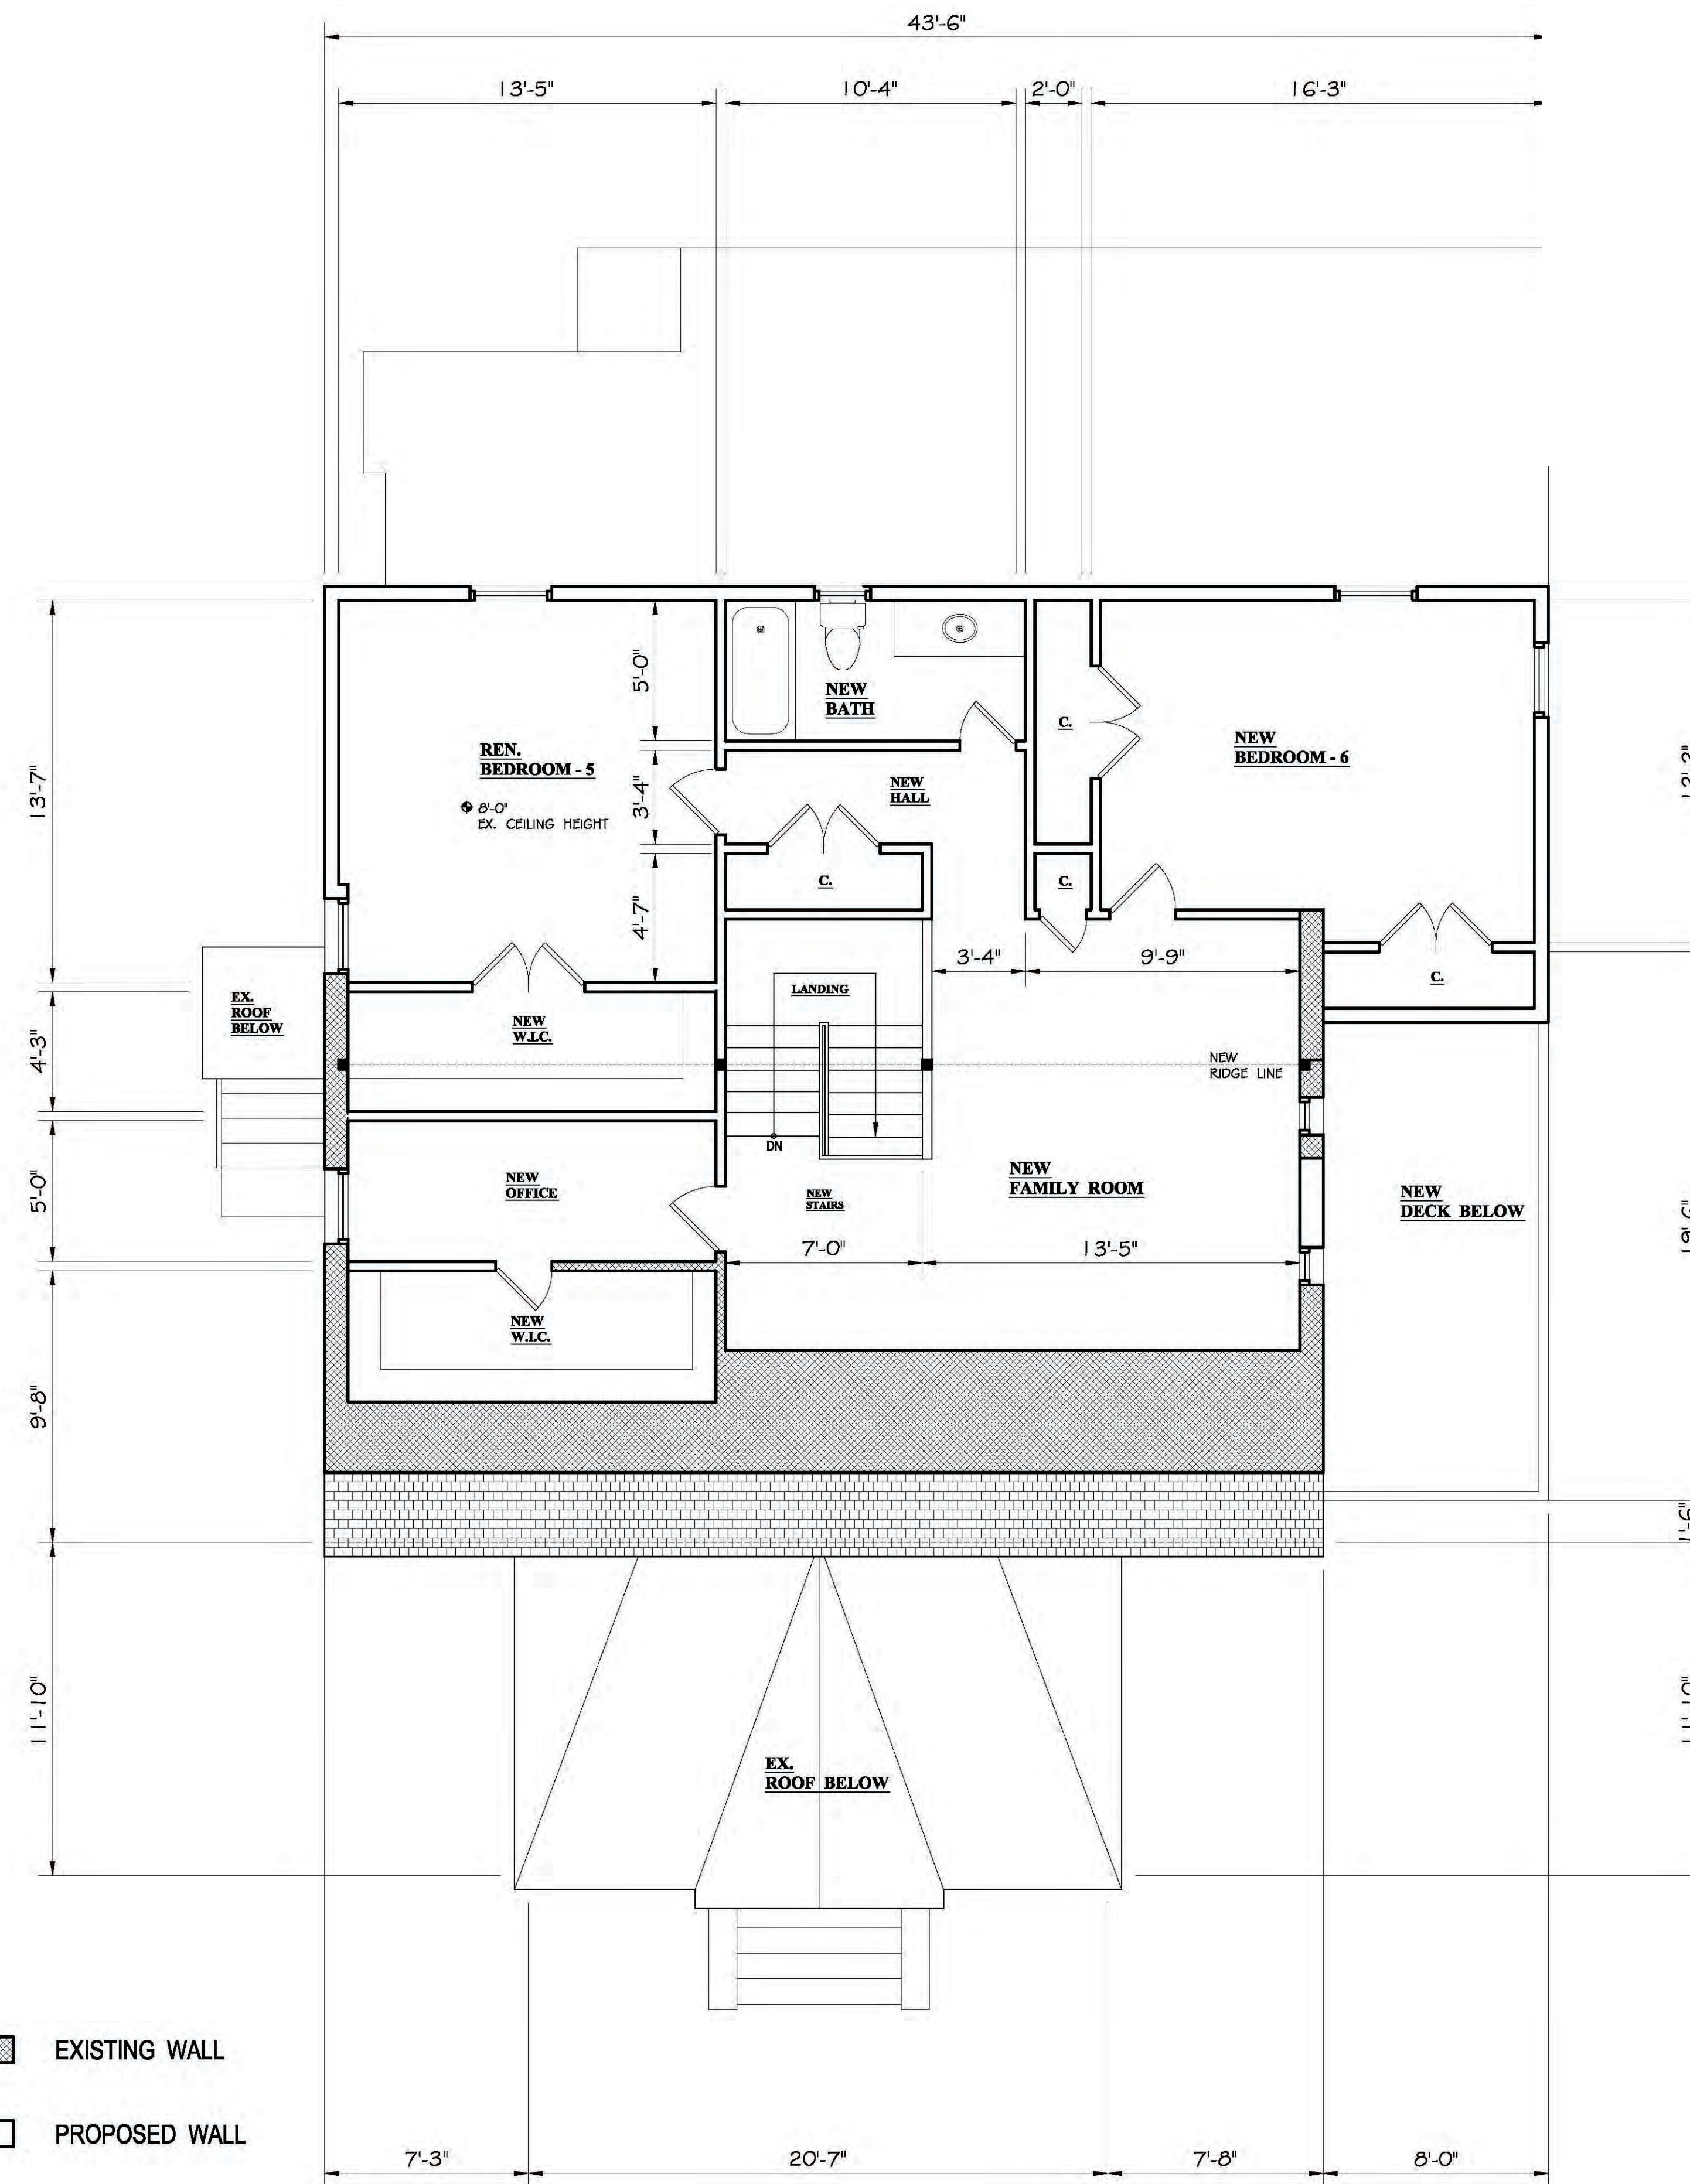 43'-6"
13'-5"
10'-4"
2'-0"
16'-3"
13'-7"
5'-0"
NEW
BATH
REN.
BEDROOM - 5
8'-0"
EX. CEILING HEIGHT
3'-4"
NEW
HALL
C.
NEW
BEDROOM - 6
C.
C.
4'-7"
3'-4"
9'-9"
C.
EX.
ROOF
BELOW
LANDING
NEW
W.I.C.
4'-3"
NEW
RIDGE LINE
DN
5'-0"
NEW
OFFICE
NEW
STAIRS
NEW
FAMILY ROOM
NEW
DECK BELOW
7'-0"
13'-5"
NEW
W.I.C.
9'-8"
1'-6"
11'-10"
11'-10"
EX.
ROOF BELOW
EXISTING WALL
PROPOSED WALL
7'-3"
20'-7"
7'-8"
8'-0"